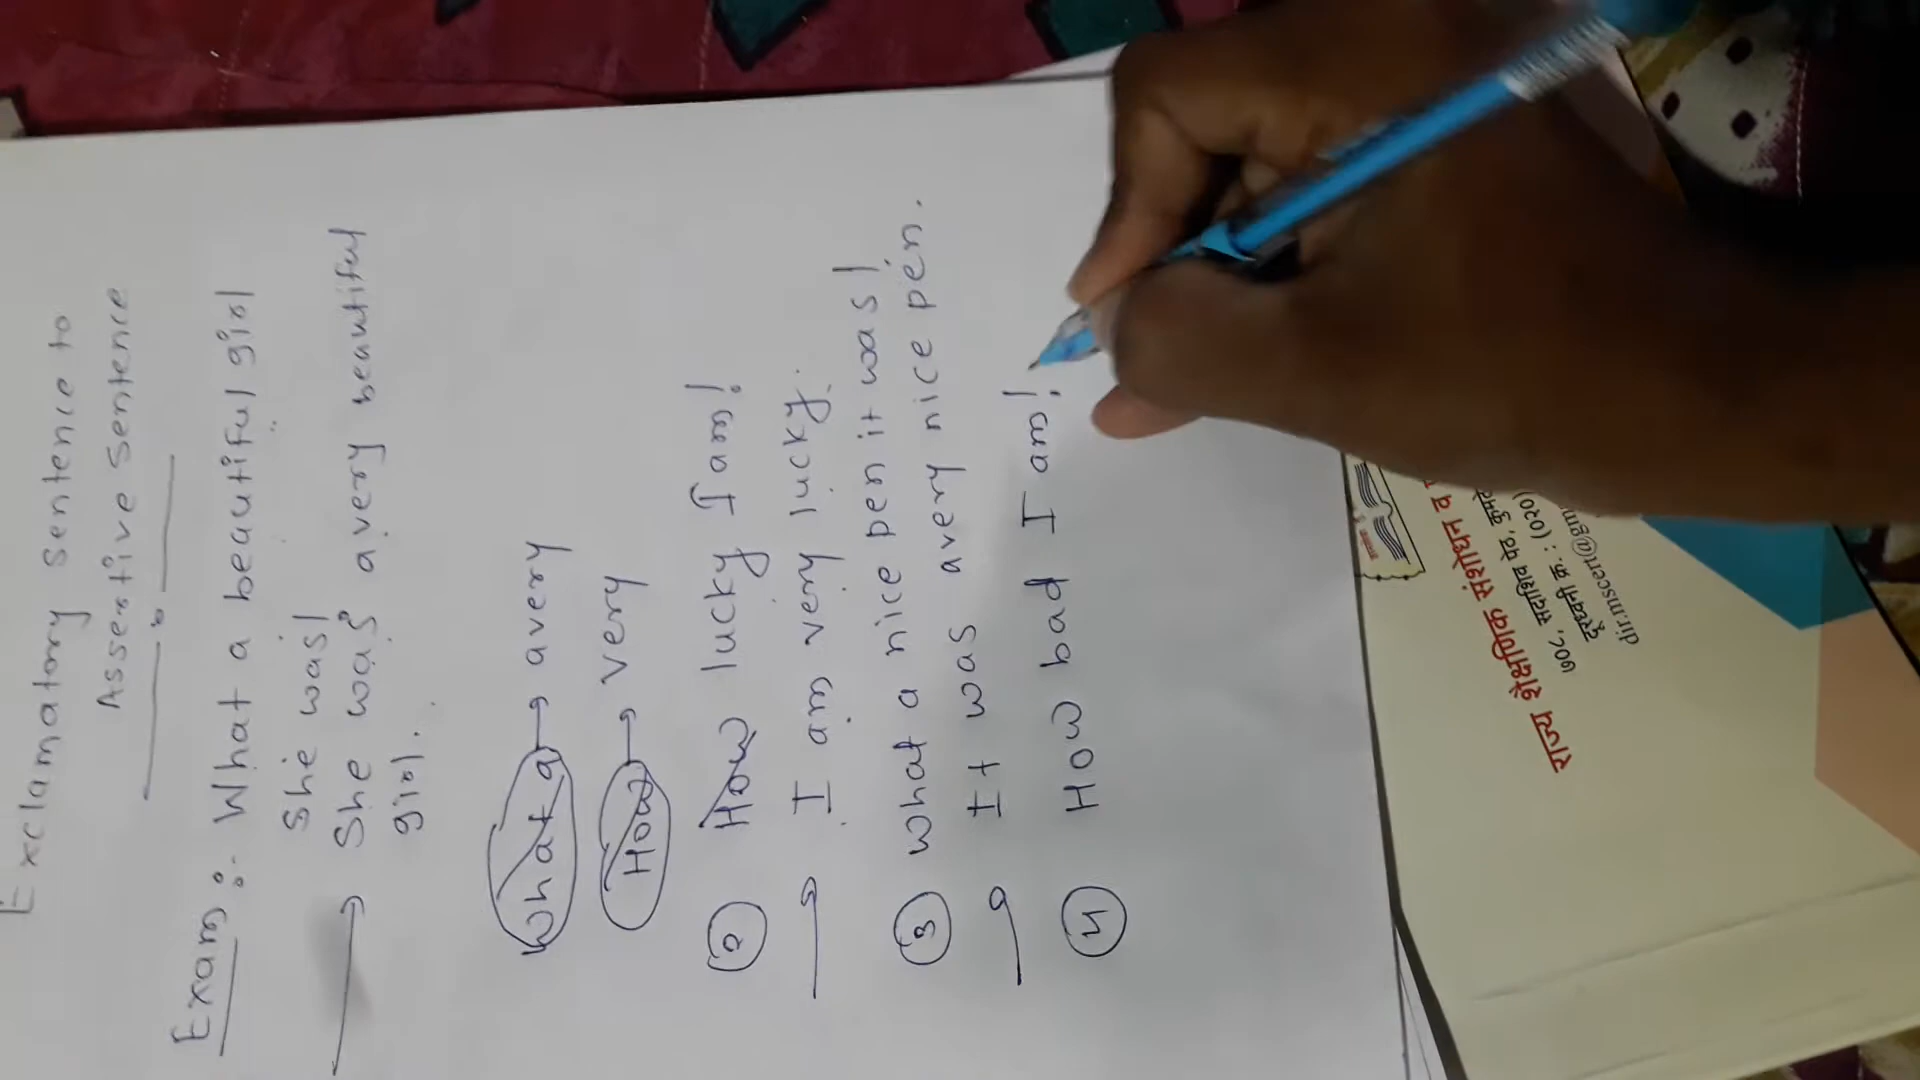 Exclamatory sentence to
Assertive sentence
Exam: What a beautiful girl
she was!
She was a very beautiful
girl.
What a → a very
How → very
② How lucky I am!
→ I am very lucky.
③ what a nice pen it was!
→ It was a very nice pen.
④ How bad I am!
राज्य शैक्षणिक संशोधन व
७०८, सदाशिव पेठ, कुमठे
दूरध्वनी क्र. : (०२०)
dir.mscert@gm